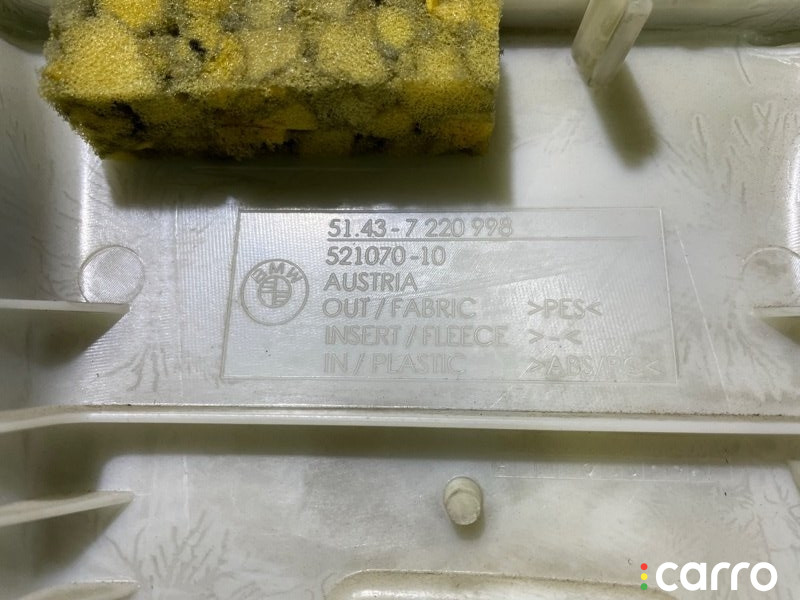 51.43-7 220 998
521070-10
BMW
AUSTRIA
OUT/FABRIC >PES<
INSERT/FLEECE >-<
IN/PLASTIC >ABS/PC<
carro